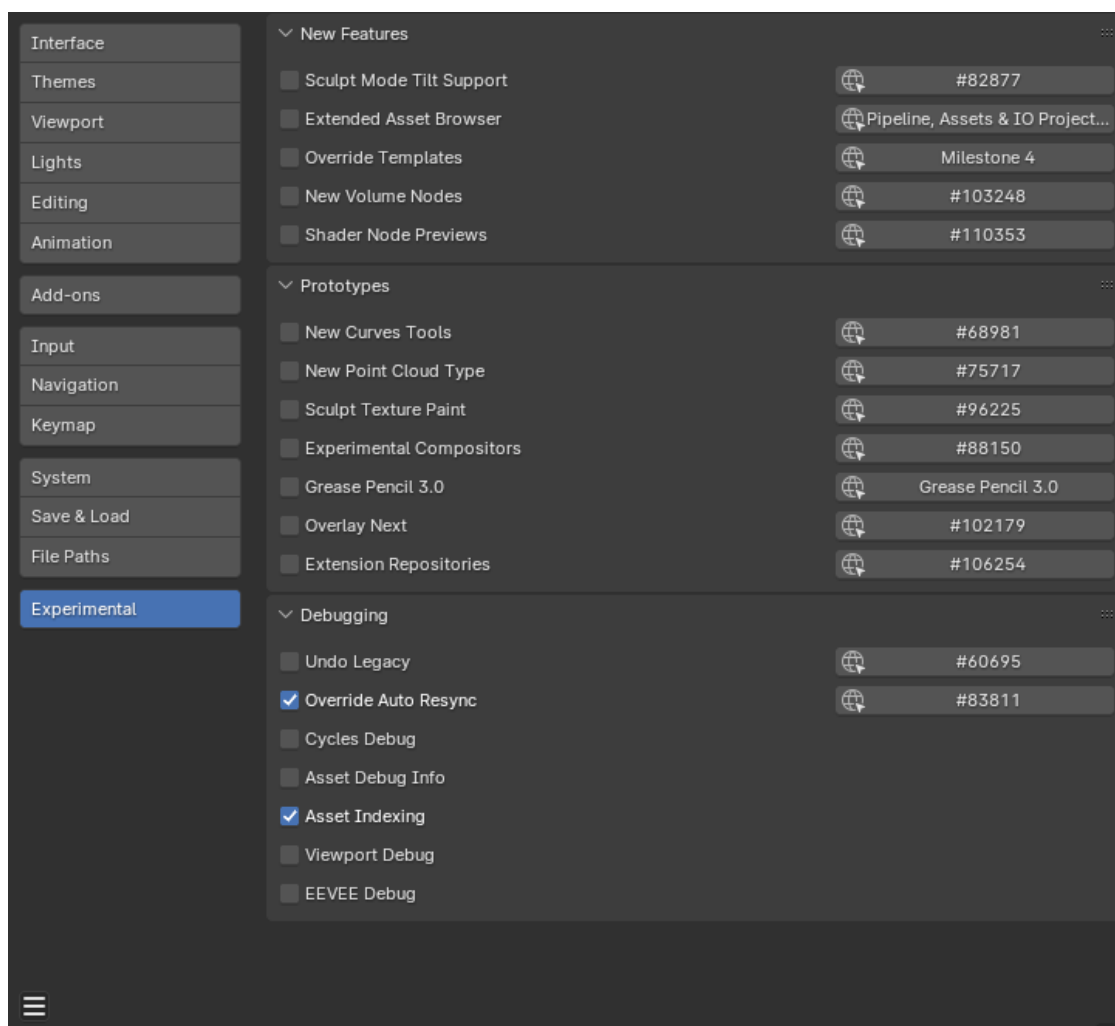 Interface
Themes
Viewport
Lights
Editing
Animation
Add-ons
Input
Navigation
Keymap
System
Save & Load
File Paths
Experimental
New Features
Sculpt Mode Tilt Support #82877
Extended Asset Browser Pipeline, Assets & IO Project...
Override Templates Milestone 4
New Volume Nodes #103248
Shader Node Previews #110353
Prototypes
New Curves Tools #68981
New Point Cloud Type #75717
Sculpt Texture Paint #96225
Experimental Compositors #88150
Grease Pencil 3.0 Grease Pencil 3.0
Overlay Next #102179
Extension Repositories #106254
Debugging
Undo Legacy #60695
Override Auto Resync #83811
Cycles Debug
Asset Debug Info
Asset Indexing
Viewport Debug
EEVEE Debug